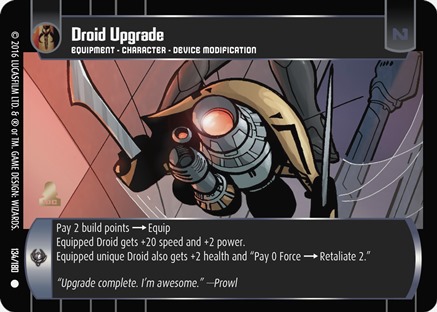 Droid Upgrade
EQUIPMENT - CHARACTER - DEVICE MODIFICATION
N
© 2016 LUCASFILM LTD. & ® or TM. GAME DESIGN: WIZARDS.
134/180
Pay 2 build points → Equip
Equipped Droid gets +20 speed and +2 power.
Equipped unique Droid also gets +2 health and “Pay 0 Force → Retaliate 2.”
“Upgrade complete. I’m awesome.” —Prowl